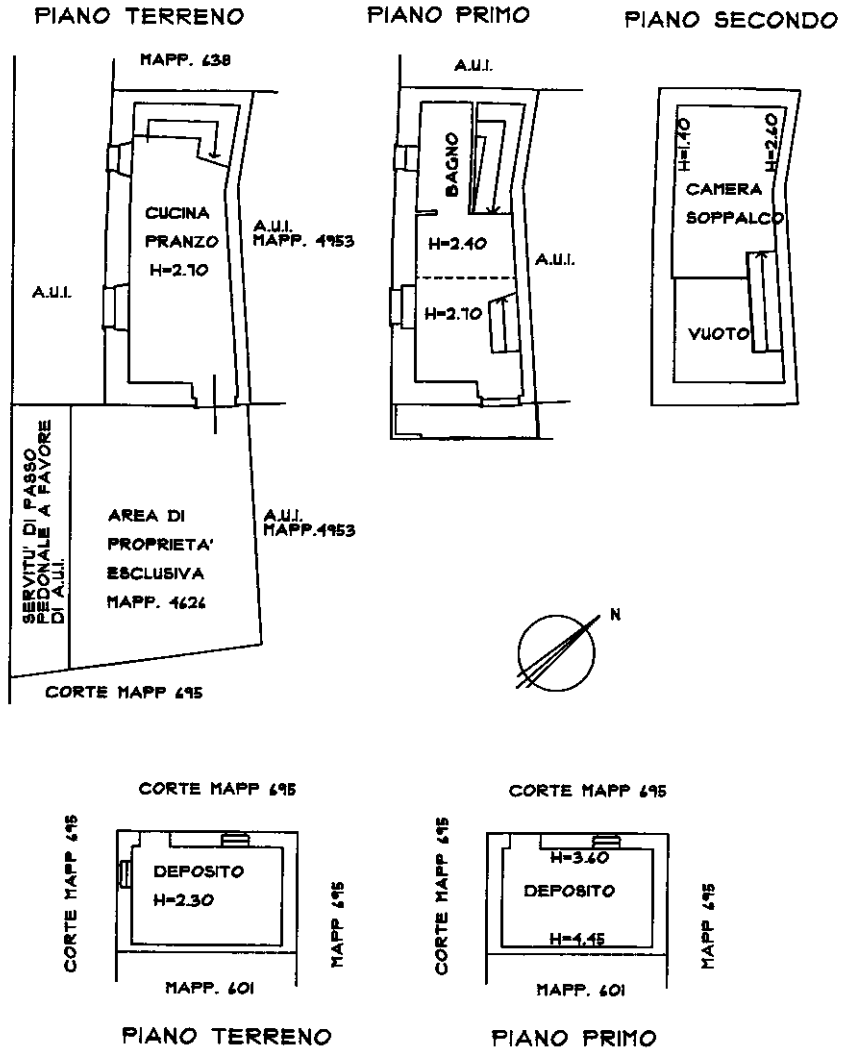 PIANO TERRENO
PIANO PRIMO
PIANO SECONDO
MAPP. 638
A.U.I.
CUCINA
PRANZO
H=2.70
A.U.I.
MAPP. 4953
A.U.I.
BAGNO
H=2.40
H=2.70
A.U.I.
H=1.40
H=2.60
CAMERA
SOPPALCO
VUOTO
SERVITU' DI PASSO
PEDONALE A FAVORE
DI A.U.I.
AREA DI
PROPRIETA'
ESCLUSIVA
MAPP. 4626
A.U.I.
MAPP.4953
CORTE MAPP 695
N
CORTE MAPP 695
CORTE MAPP 695
DEPOSITO
H=2.30
MAPP 695
MAPP. 601
PIANO TERRENO
CORTE MAPP 695
CORTE MAPP 695
H=3.60
DEPOSITO
H=4.45
MAPP 695
MAPP. 601
PIANO PRIMO